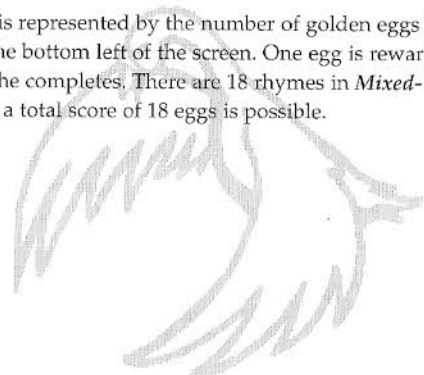 is represented by the number of golden eggs
ne bottom left of the screen. One egg is rewar
he completes. There are 18 rhymes in Mixed-
a total score of 18 eggs is possible.